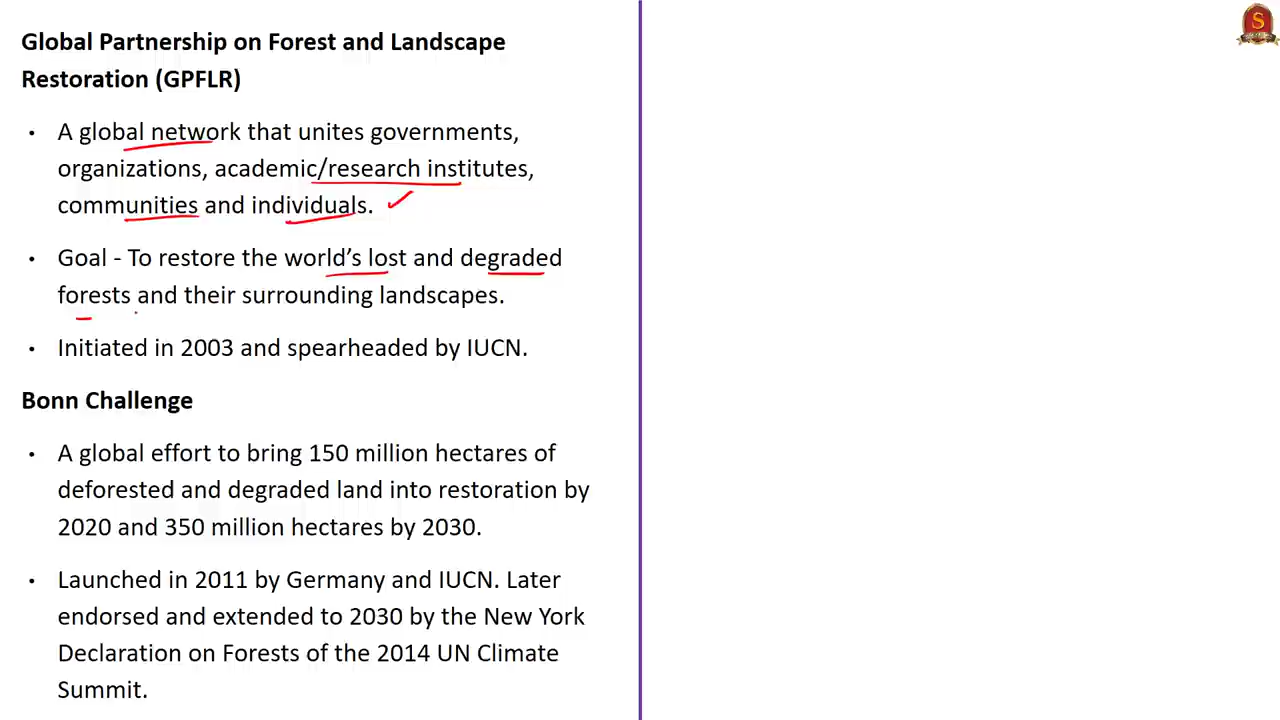 Global Partnership on Forest and Landscape
Restoration (GPFLR)
• A global network that unites governments,
organizations, academic/research institutes,
communities and individuals.
• Goal - To restore the world’s lost and degraded
forests and their surrounding landscapes.
• Initiated in 2003 and spearheaded by IUCN.
Bonn Challenge
• A global effort to bring 150 million hectares of
deforested and degraded land into restoration by
2020 and 350 million hectares by 2030.
• Launched in 2011 by Germany and IUCN. Later
endorsed and extended to 2030 by the New York
Declaration on Forests of the 2014 UN Climate
Summit.
S